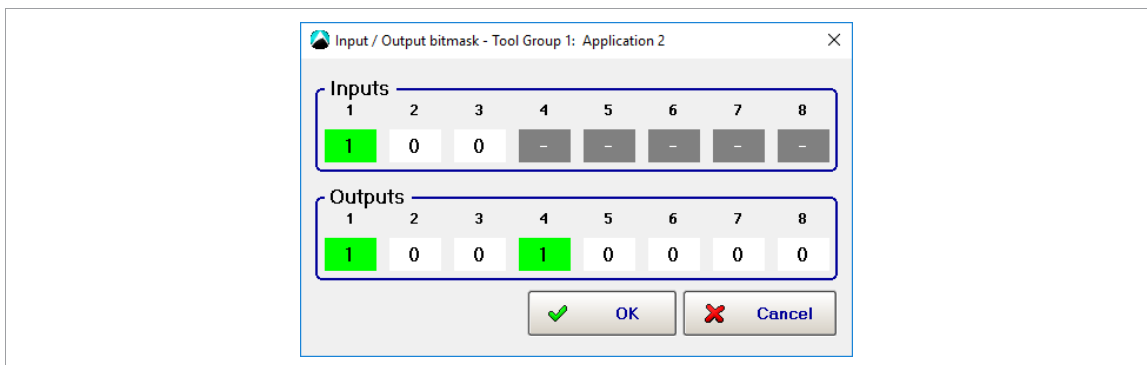 Input / Output bitmask - Tool Group 1: Application 2
Inputs
1 2 3 4 5 6 7 8
1 0 0 - - - - -
Outputs
1 2 3 4 5 6 7 8
1 0 0 1 0 0 0 0
OK Cancel